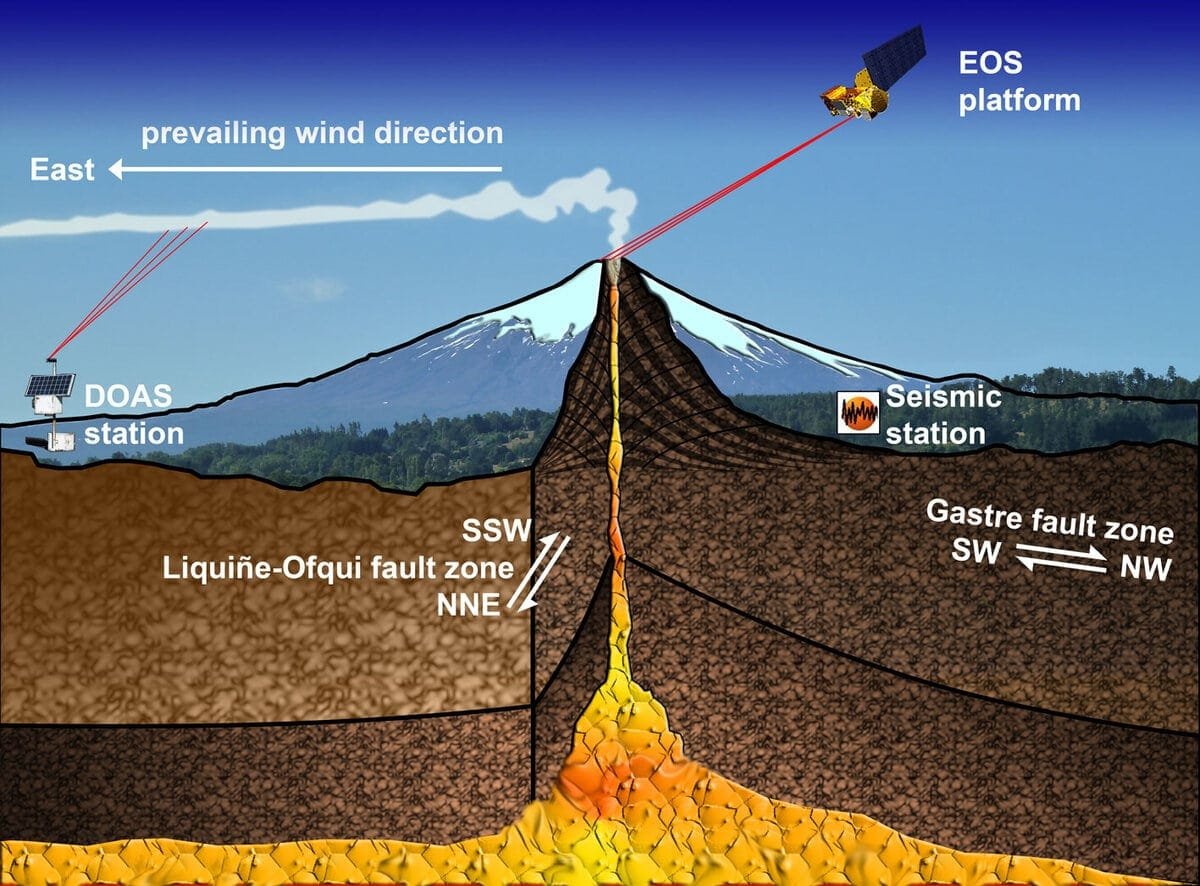 EOS
platform
prevailing wind direction
East
DOAS
station
Seismic
station
SSW
Liquiñe-Ofqui fault zone
NNE
Gastre fault zone
SW
NW